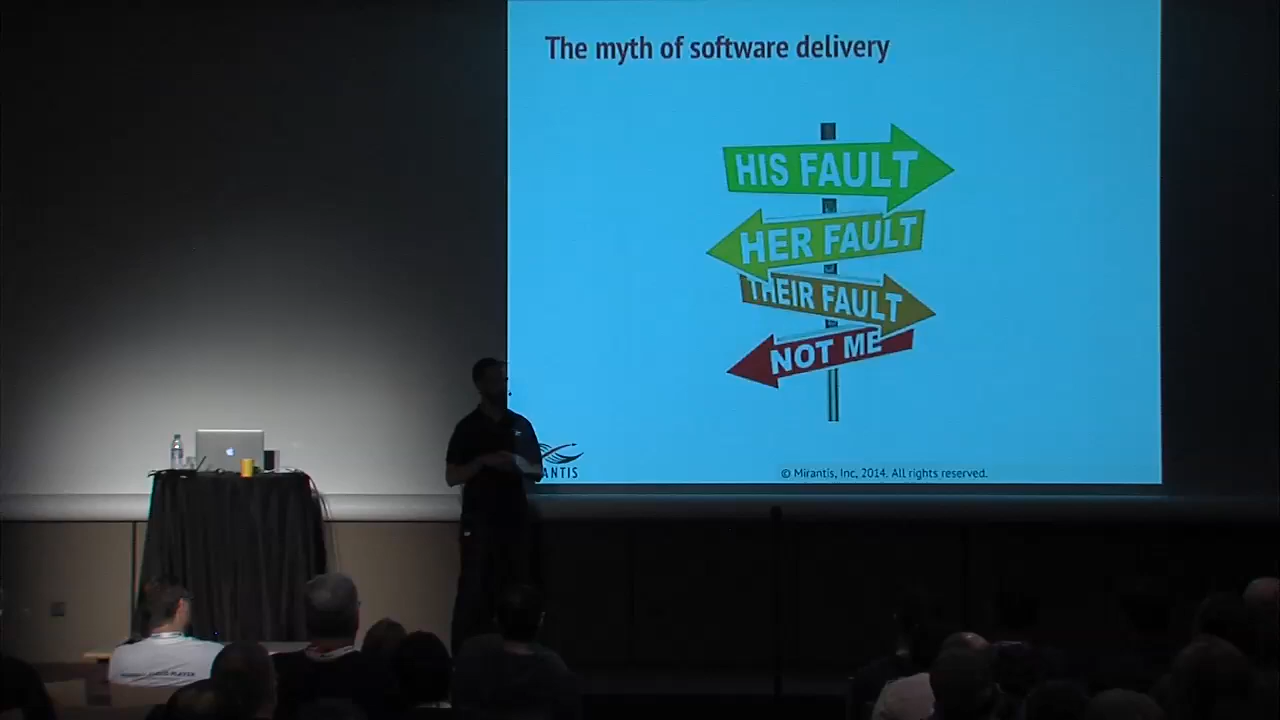 The myth of software delivery
HIS FAULT
HER FAULT
THEIR FAULT
NOT ME
ANTIS
© Mirantis, Inc, 2014. All rights reserved.